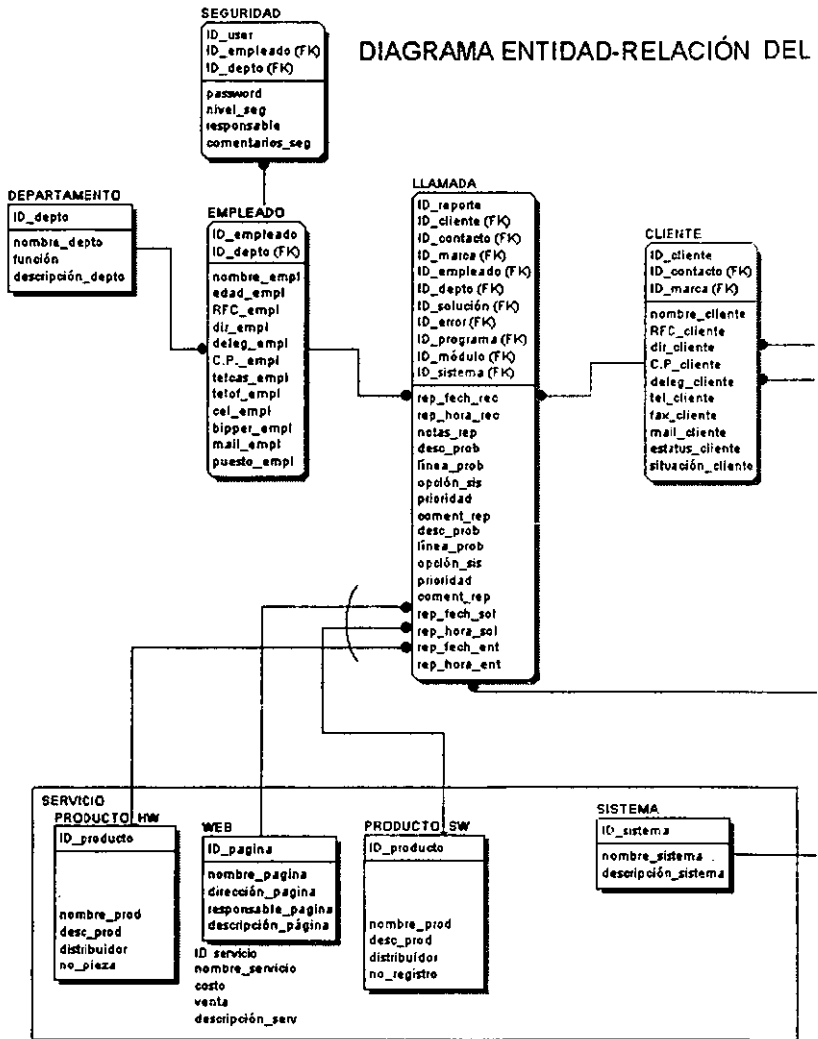 SEGURIDAD
ID_user
ID_empleado (FK)
ID_depto (FK)
password
nivel_seg
responsable
comentarios_seg
DIAGRAMA ENTIDAD-RELACIÓN DEL
DEPARTAMENTO
ID_depto
nombre_depto
función
descripción_depto
EMPLEADO
ID_empleado
ID_depto (FK)
nombre_empl
edad_empl
RFC_empl
dir_empl
deleg_empl
C.P._empl
telcas_empl
telof_empl
cel_empl
bipper_empl
mail_empl
puesto_empl
LLAMADA
ID_reporte
ID_cliente (FK)
ID_contacto (FK)
ID_marca (FK)
ID_empleado (FK)
ID_depto (FK)
ID_solución (FK)
ID_error (FK)
ID_programa (FK)
ID_módulo (FK)
ID_sistema (FK)
rep_fech_rec
rep_hora_rec
notas_rep
desc_prob
línea_prob
opción_sis
prioridad
coment_rep
desc_prob
línea_prob
opción_sis
prioridad
coment_rep
rep_fech_sol
rep_hora_sol
rep_fech_ent
rep_hora_ent
CLIENTE
ID_cliente
ID_contacto (FK)
ID_marca (FK)
nombre_cliente
RFC_cliente
dir_cliente
C.P_cliente
deleg_cliente
tel_cliente
fax_cliente
mail_cliente
estatus_cliente
situación_cliente
SERVICIO
PRODUCTO_HW
ID_producto
nombre_prod
desc_prod
distribuidor
no_pieza
WEB
ID_pagina
nombre_pagina
dirección_pagina
responsable_pagina
descripción_página
ID_servicio
nombre_servicio
costo
venta
descripción_serv
PRODUCTO_SW
ID_producto
nombre_prod
desc_prod
distribuídor
no_registro
SISTEMA
ID_sistema
nombre_sistema
descripción_sistema